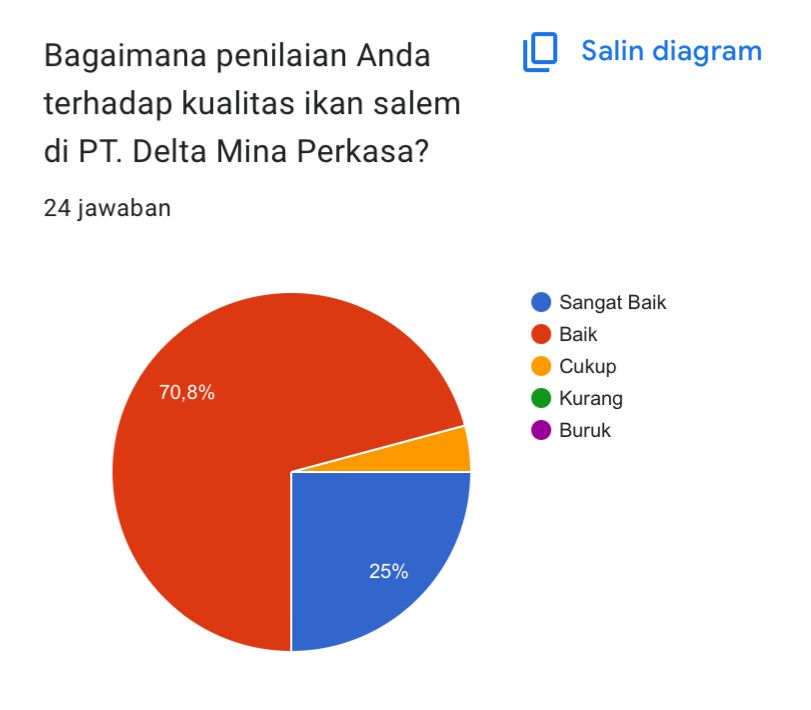 Bagaimana penilaian Anda
terhadap kualitas ikan salem
di PT. Delta Mina Perkasa?
Salin diagram
24 jawaban
70,8%
25%
Sangat Baik
Baik
Cukup
Kurang
Buruk